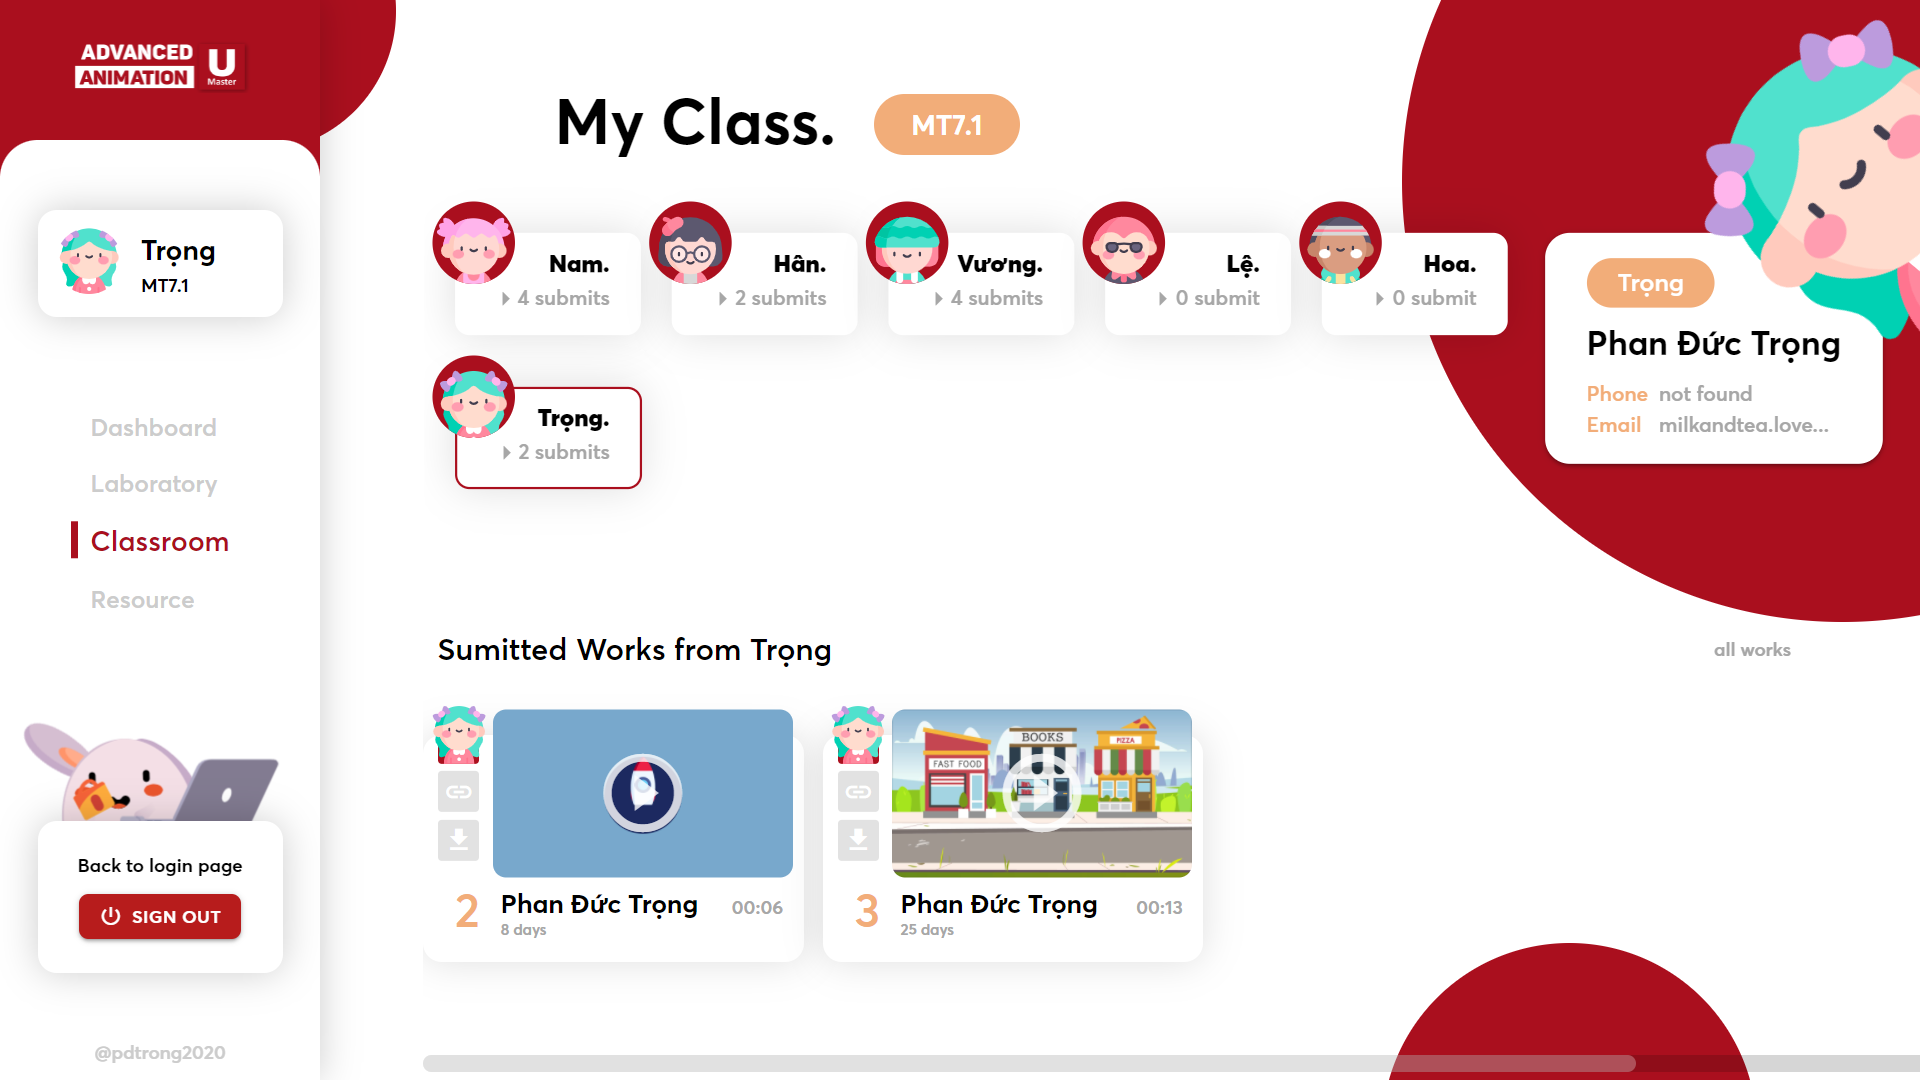 ADVANCED
ANIMATION
U
Master
Trọng
MT7.1
Dashboard
Laboratory
Classroom
Resource
Back to login page
SIGN OUT
@pdtrong2020
My Class.
MT7.1
Nam.
4 submits
Hân.
2 submits
Vương.
4 submits
Lệ.
0 submit
Hoa.
0 submit
Trọng.
2 submits
Trọng
Phan Đức Trọng
Phone not found
Email milkandtea.love...
Sumitted Works from Trọng
all works
2
Phan Đức Trọng
00:06
8 days
FAST FOOD
BOOKS
PIZZA
3
Phan Đức Trọng
00:13
25 days